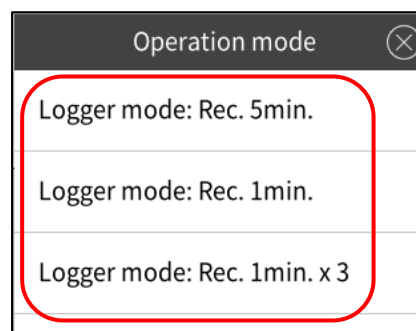 Operation mode
Logger mode: Rec. 5min.
Logger mode: Rec. 1min.
Logger mode: Rec. 1min. x 3